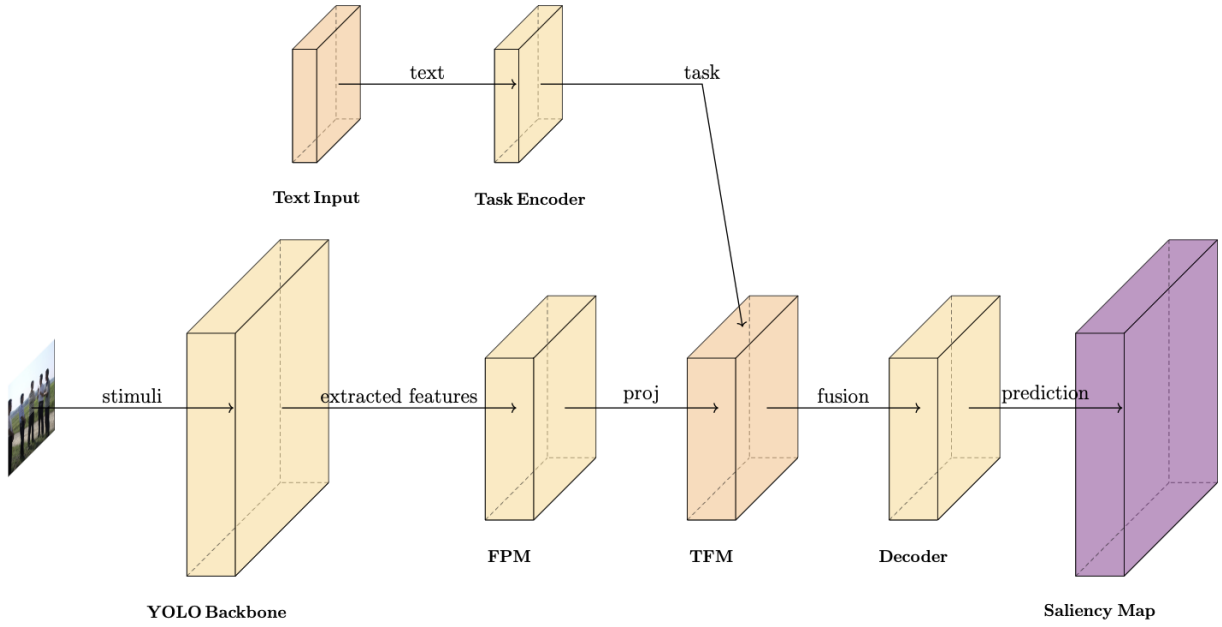 text
task
Text Input
Task Encoder
stimuli
extracted features
proj
fusion
prediction
FPM
TFM
Decoder
YOLO Backbone
Saliency Map